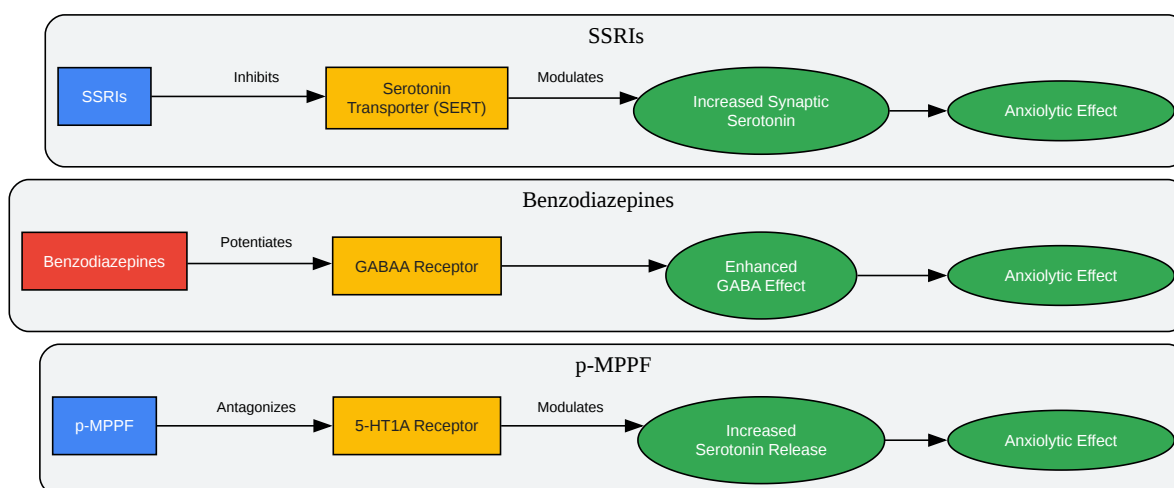 SSRIs
SSRIs
Inhibits
Serotonin
Transporter (SERT)
Modulates
Increased Synaptic
Serotonin
Anxiolytic Effect
Benzodiazepines
Benzodiazepines
Potentiates
GABAA Receptor
Enhanced
GABA Effect
Anxiolytic Effect
p-MPPF
p-MPPF
Antagonizes
5-HT1A Receptor
Modulates
Increased
Serotonin Release
Anxiolytic Effect